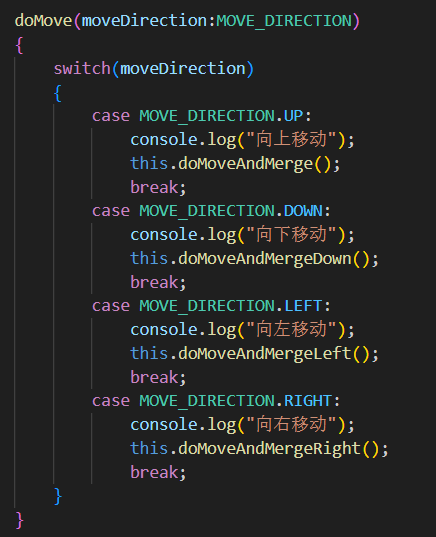 doMove(moveDirection:MOVE_DIRECTION)
{
switch(moveDirection)
{
case MOVE_DIRECTION.UP:
console.log("向上移动");
this.doMoveAndMerge();
break;
case MOVE_DIRECTION.DOWN:
console.log("向下移动");
this.doMoveAndMergeDown();
break;
case MOVE_DIRECTION.LEFT:
console.log("向左移动");
this.doMoveAndMergeLeft();
break;
case MOVE_DIRECTION.RIGHT:
console.log("向右移动");
this.doMoveAndMergeRight();
break;
}
}